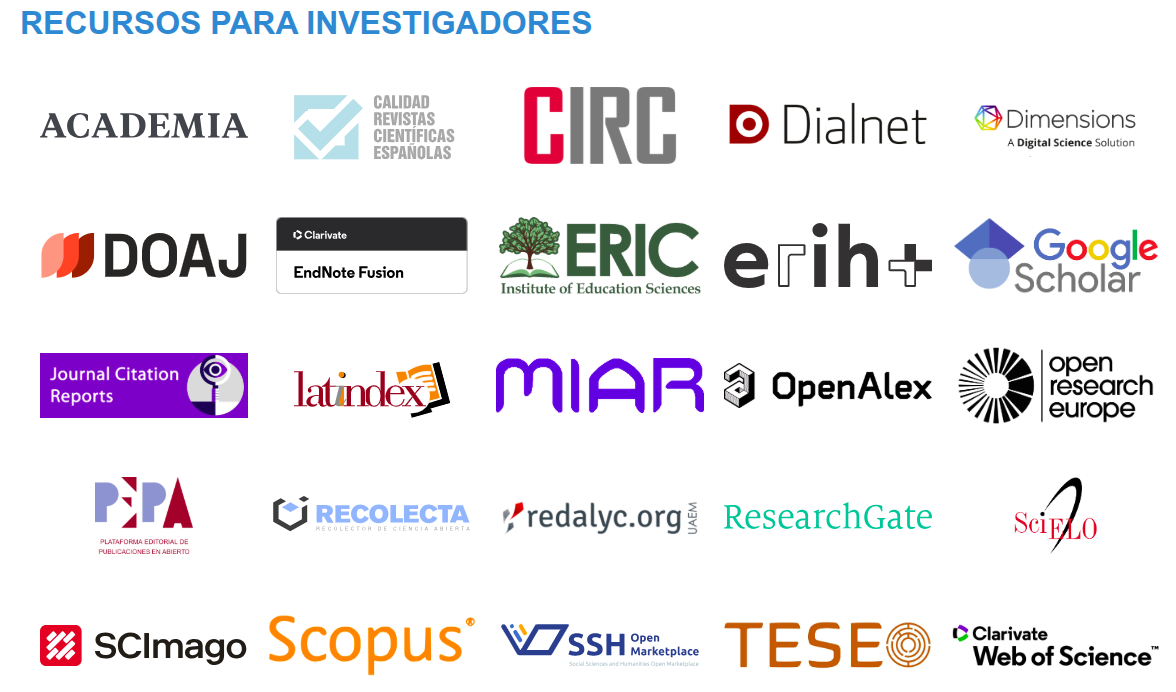 RECURSOS PARA INVESTIGADORES
ACADEMIA
CALIDAD
REVISTAS
CIENTÍFICAS
ESPAÑOLAS
CIRC
Dialnet
Dimensions
A Digital Science Solution
DOAJ
Clarivate
EndNote Fusion
ERIC
Institute of Education Sciences
erih+
Google
Scholar
Journal Citation
Reports
latindex
MIAR
OpenAlex
open
research
europe
PEPA
PLATAFORMA EDITORIAL DE
PUBLICACIONES EN ABIERTO
RECOLECTA
RECOLECTOR DE CIENCIA ABIERTA
redalyc.org
UAEM
ResearchGate
SciELO
SCImago
Scopus®
SSH Open
Marketplace
Social Sciences and Humanities Open Marketplace
TESEO
Clarivate
Web of Science™